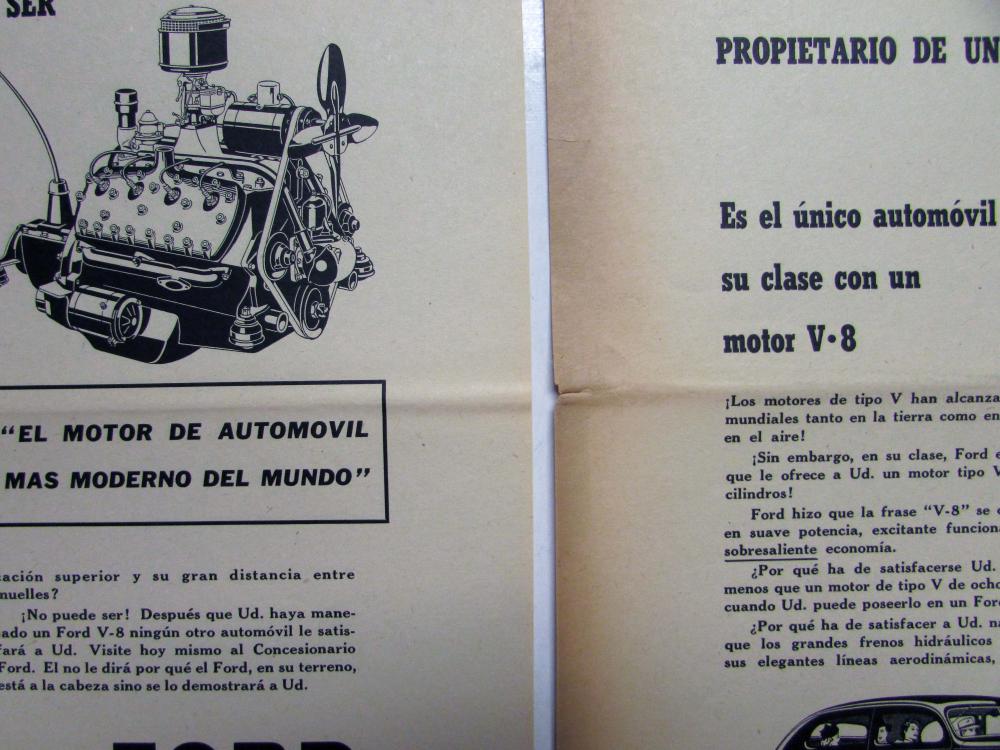 SER
"EL MOTOR DE AUTOMOVIL
MAS MODERNO DEL MUNDO"
superior y su gran distancia entre
¡No puede ser! Después que Ud. haya mane-
un Ford V-8 ningún otro automóvil le satis-
a Ud. Visite hoy mismo al Concesionario
Ford. El no le dirá por qué el Ford, en su terreno,
está a la cabeza sino se lo demostrará a Ud.
FORD
PROPIETARIO DE UN
Es el único automóvil
su clase con un
motor V•8
¡Los motores de tipo V han
mundiales tanto en la tierra como en
en el aire!
¡Sin embargo, en su clase, Ford
que le ofrece a Ud. un motor tipo V
cilindros!
Ford hizo que la frase "V-8" se
en suave potencia, excitante
sobresaliente economía.
¿Por qué ha de satisfacerse Ud.
menos que un motor de tipo V de ocho
cuando Ud. puede poseerlo en un Ford
¿Por qué ha de satisfacer a Ud.
que los grandes frenos hidráulicos
sus elegantes líneas aerodinámicas,